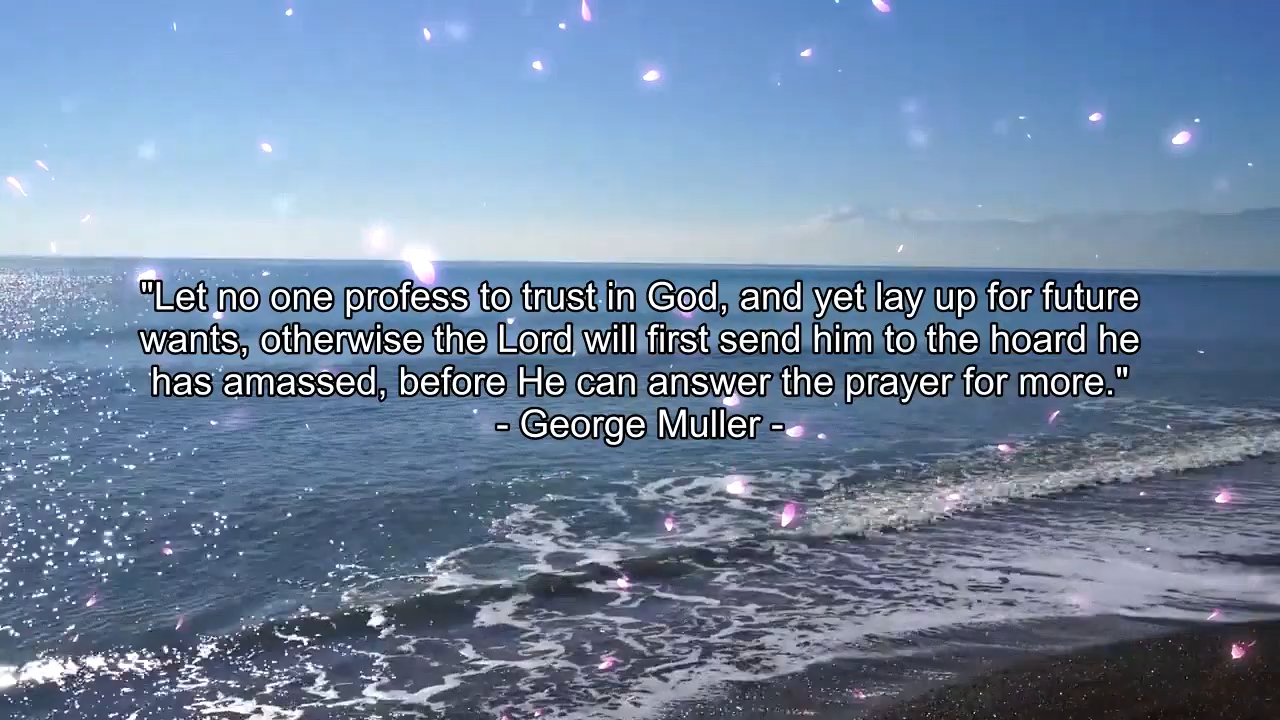 "Let no one profess to trust in God, and yet lay up for future
wants, otherwise the Lord will first send him to the hoard he
has amassed, before He can answer the prayer for more."
- George Muller -